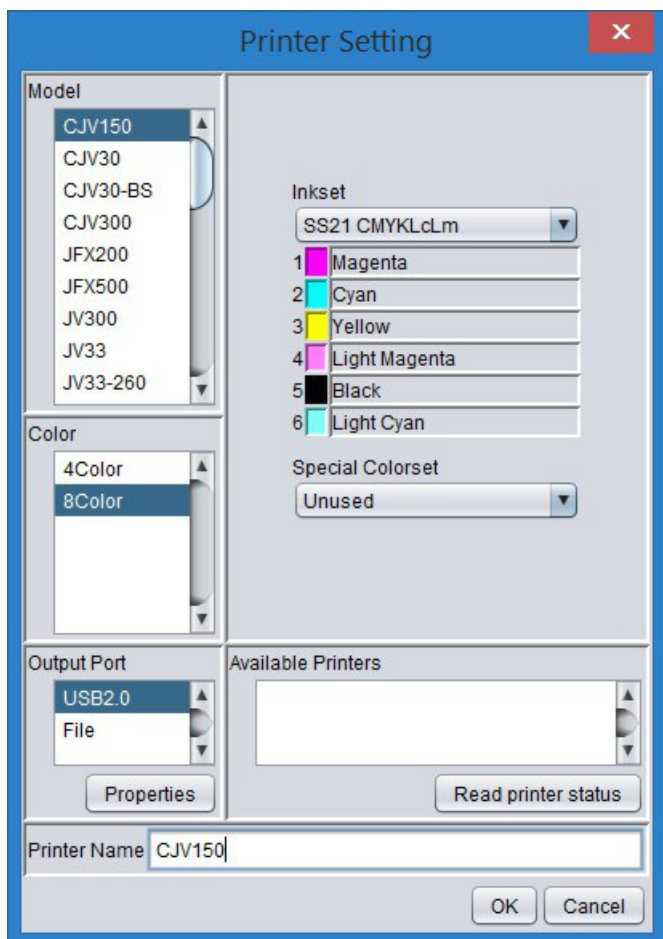 Printer Setting
Model
CJV150
CJV30
CJV30-BS
CJV300
JFX200
JFX500
JV300
JV33
JV33-260
Inkset
SS21 CMYKLcLm
1 Magenta
2 Cyan
3 Yellow
4 Light Magenta
5 Black
6 Light Cyan
Color
4Color
8Color
Special Colorset
Unused
Output Port
USB2.0
File
Properties
Available Printers
Read printer status
Printer Name CJV150
OK Cancel